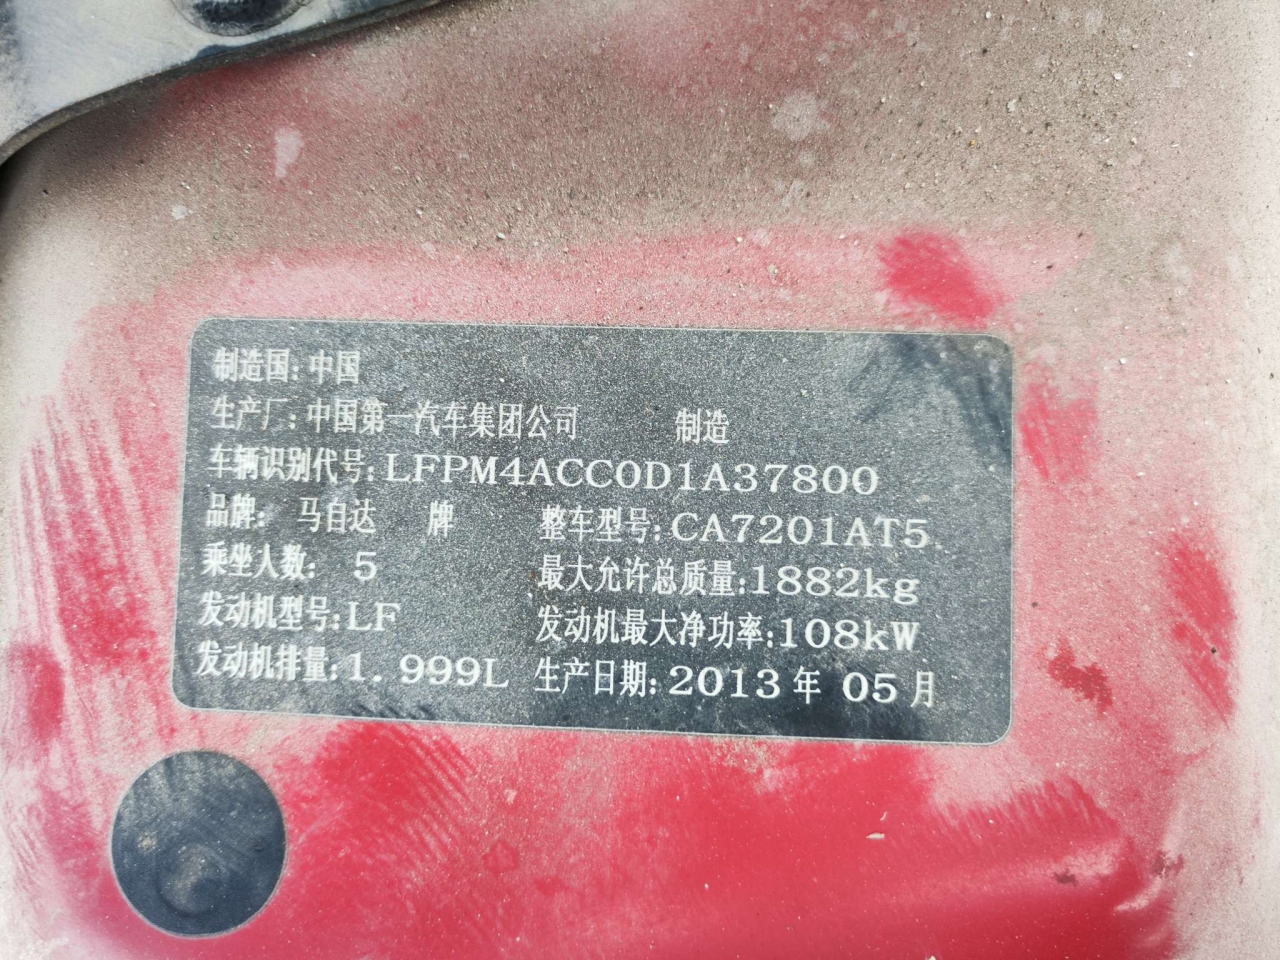 制造国:中国
生产厂:中国第一汽车集团公司 制造
车辆识别代号:LFPM4ACC0D1A37800
品牌: 马自达 牌 整车型号:CA7201AT5
乘坐人数: 5 最大允许总质量:1882kg
发动机型号:LF 发动机最大净功率:108kW
发动机排量:1.999L 生产日期:2013年 05月